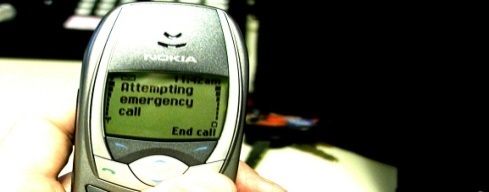 NOKIA
Attempting
emergency
call
End call